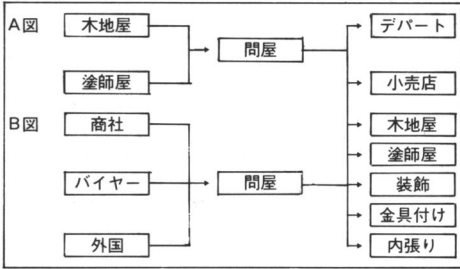 A図 木地屋 問屋 デパート
塗師屋 小売店
B図 商社 木地屋
塗師屋
バイヤー 問屋 装飾
金具付け
外国 内張り